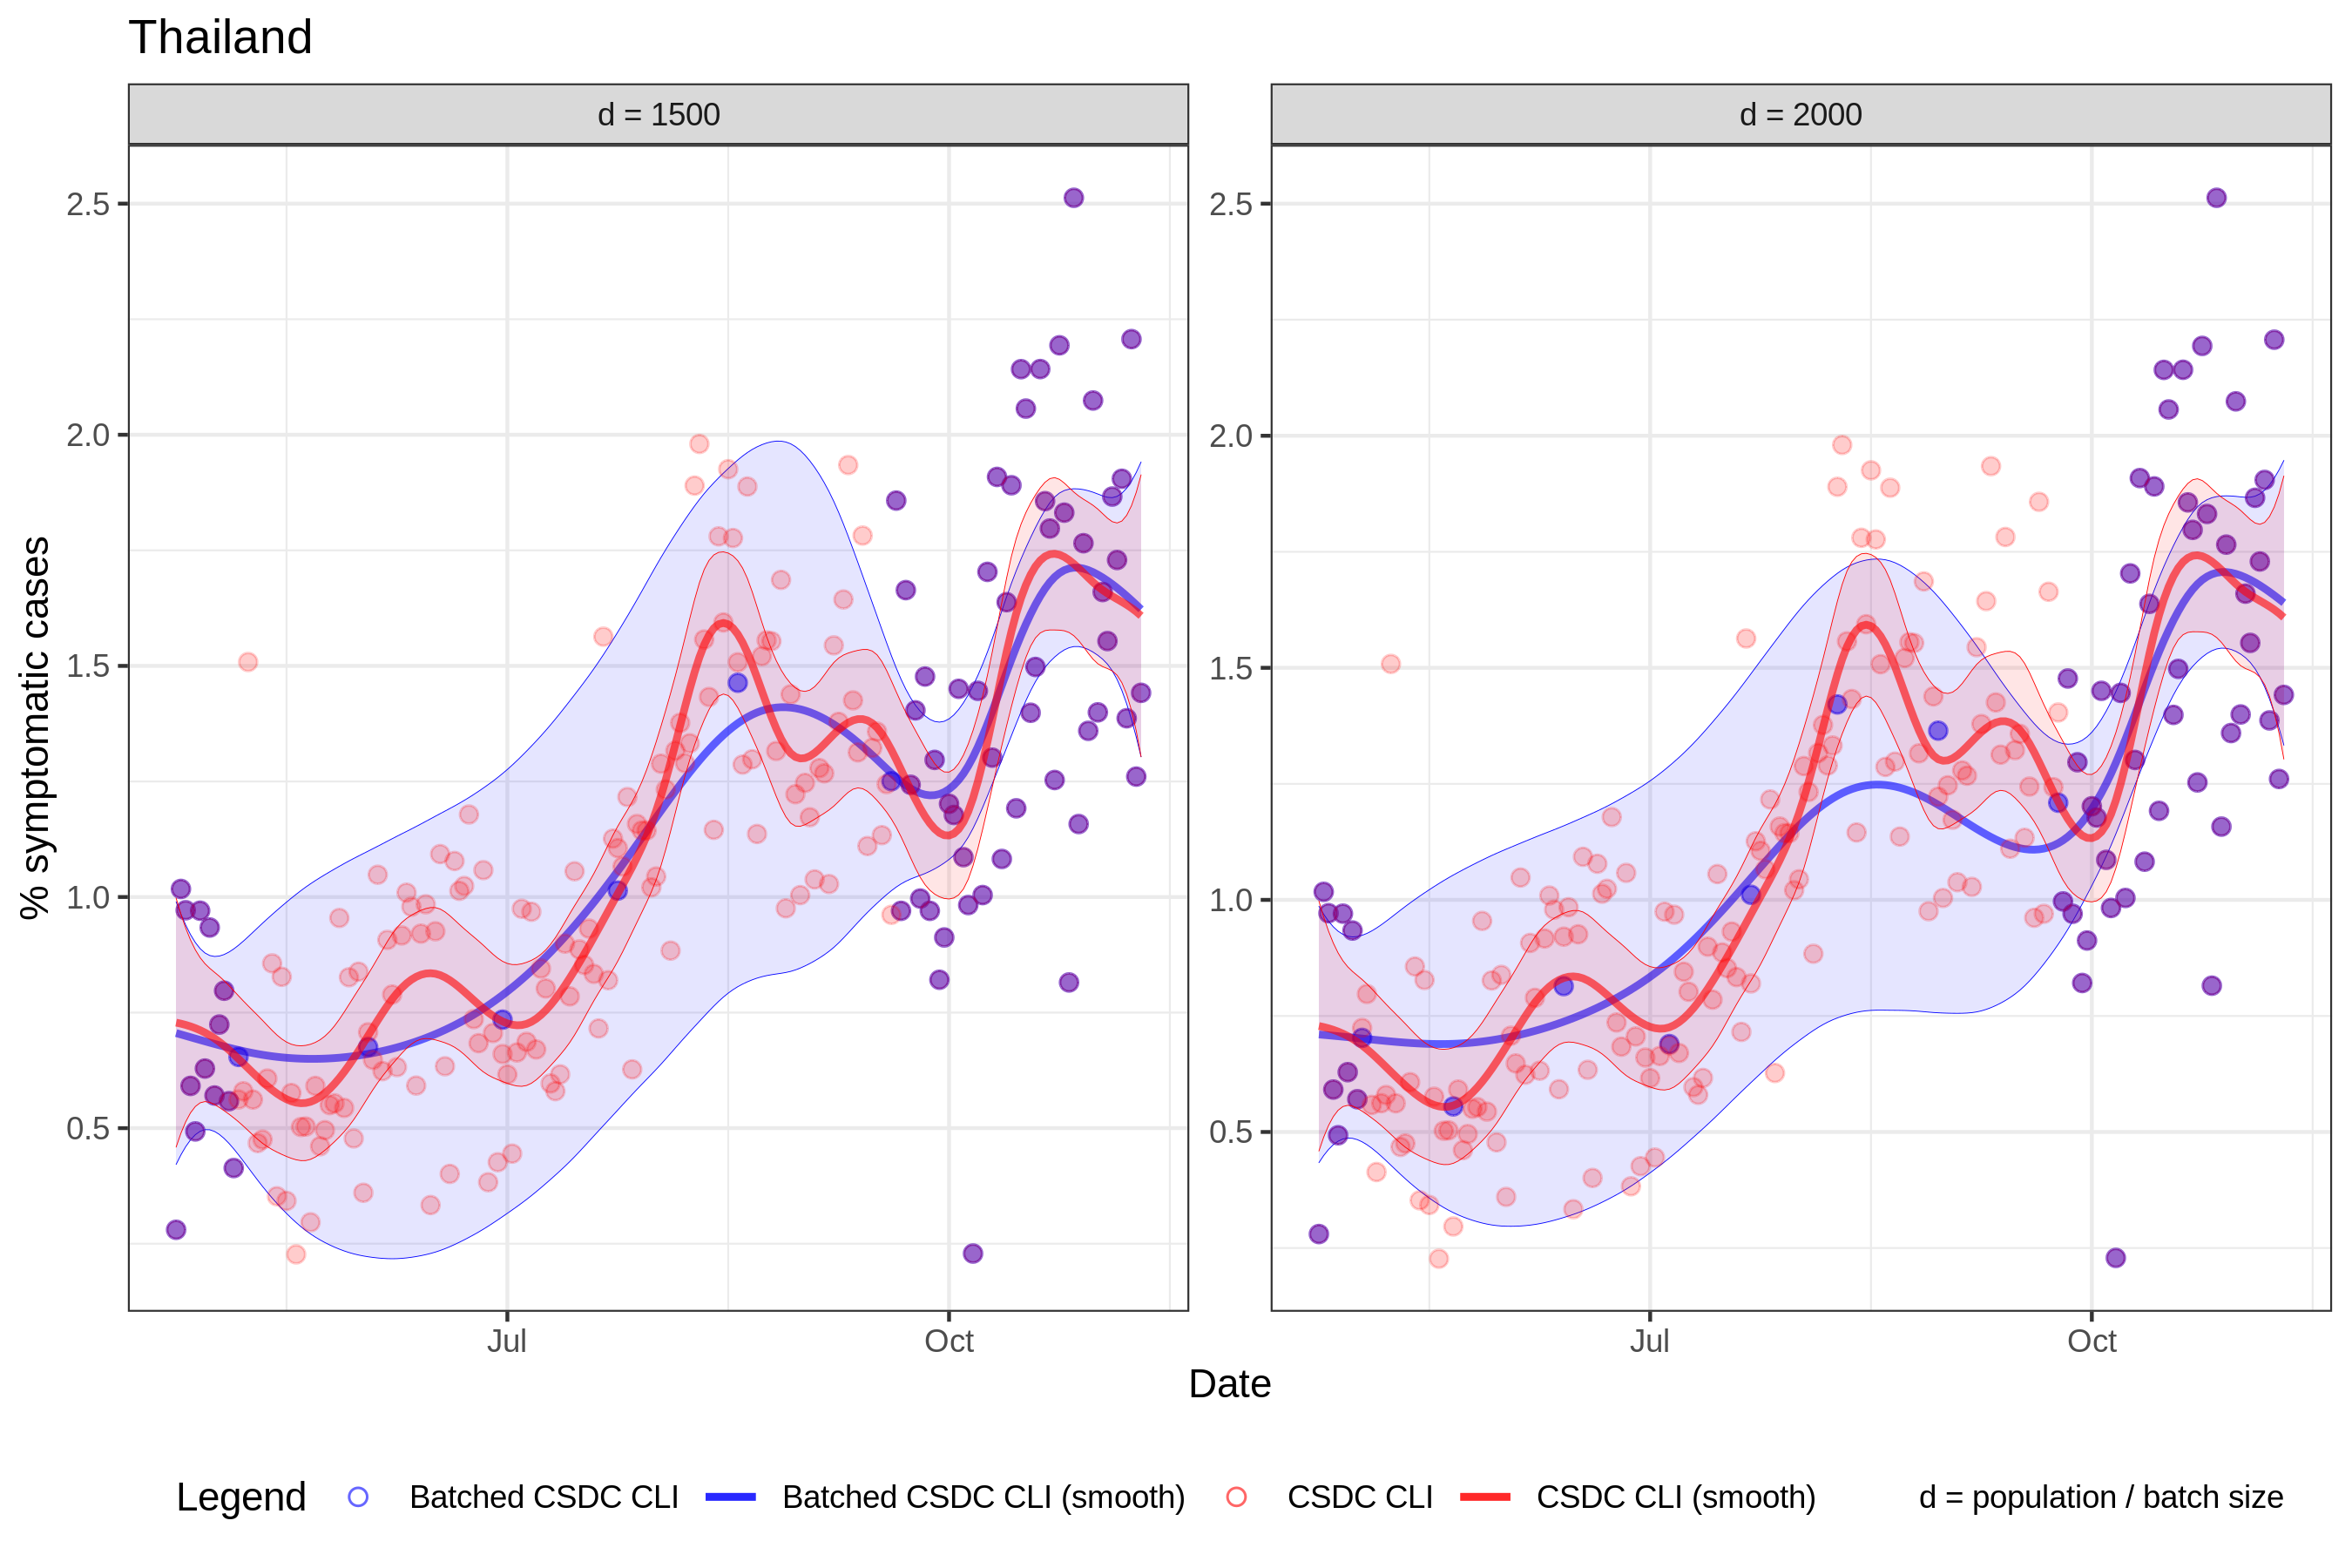 Thailand
d = 1500
d = 2000
% symptomatic cases
2.5
2.0
1.5
1.0
0.5
2.5
2.0
1.5
1.0
0.5
Jul
Oct
Jul
Oct
Date
Legend
Batched CSDC CLI
Batched CSDC CLI (smooth)
CSDC CLI
CSDC CLI (smooth)
d = population / batch size